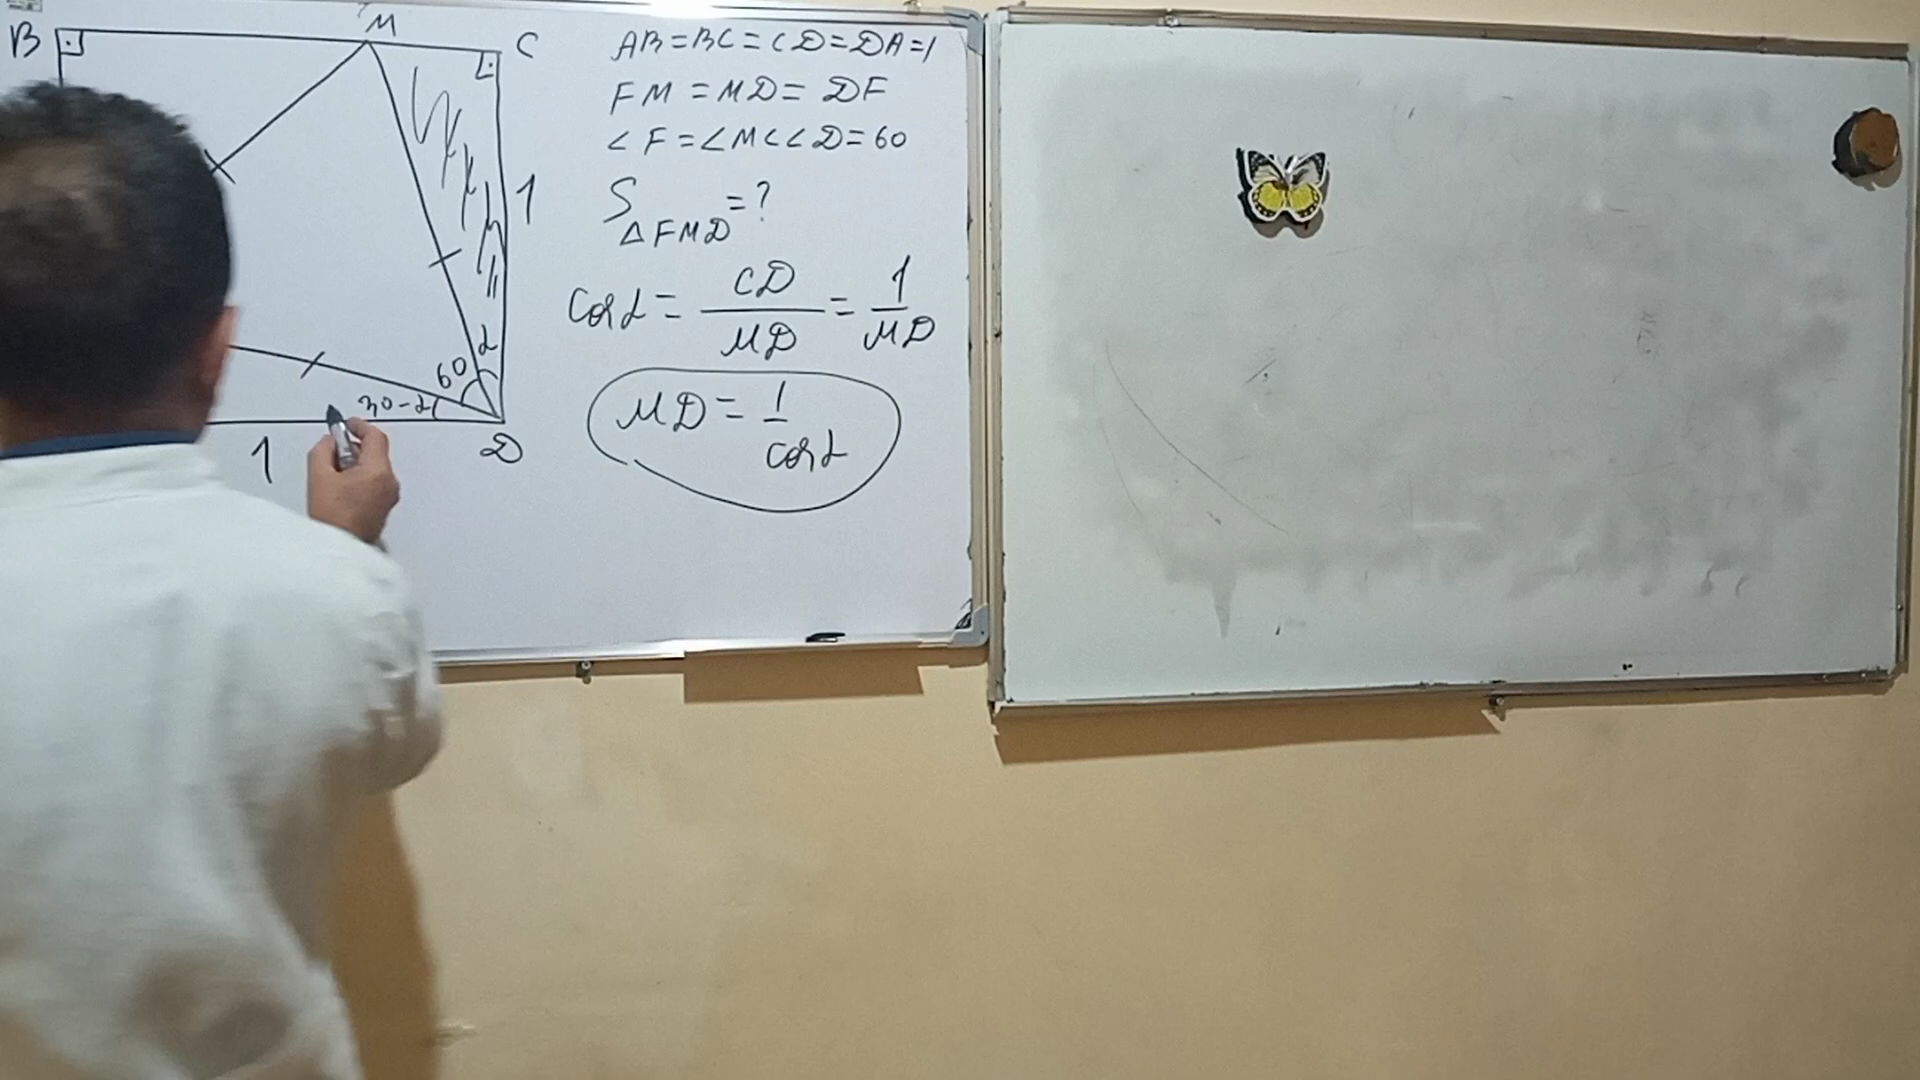 B
M
C
1
60
α
30-α
1
D
AB=BC=CD=DA=1
FM=MD=DF
∠F=∠M=∠D=60
S△FMD=?
cosα=CD/MD=1/MD
MD=1/cosα